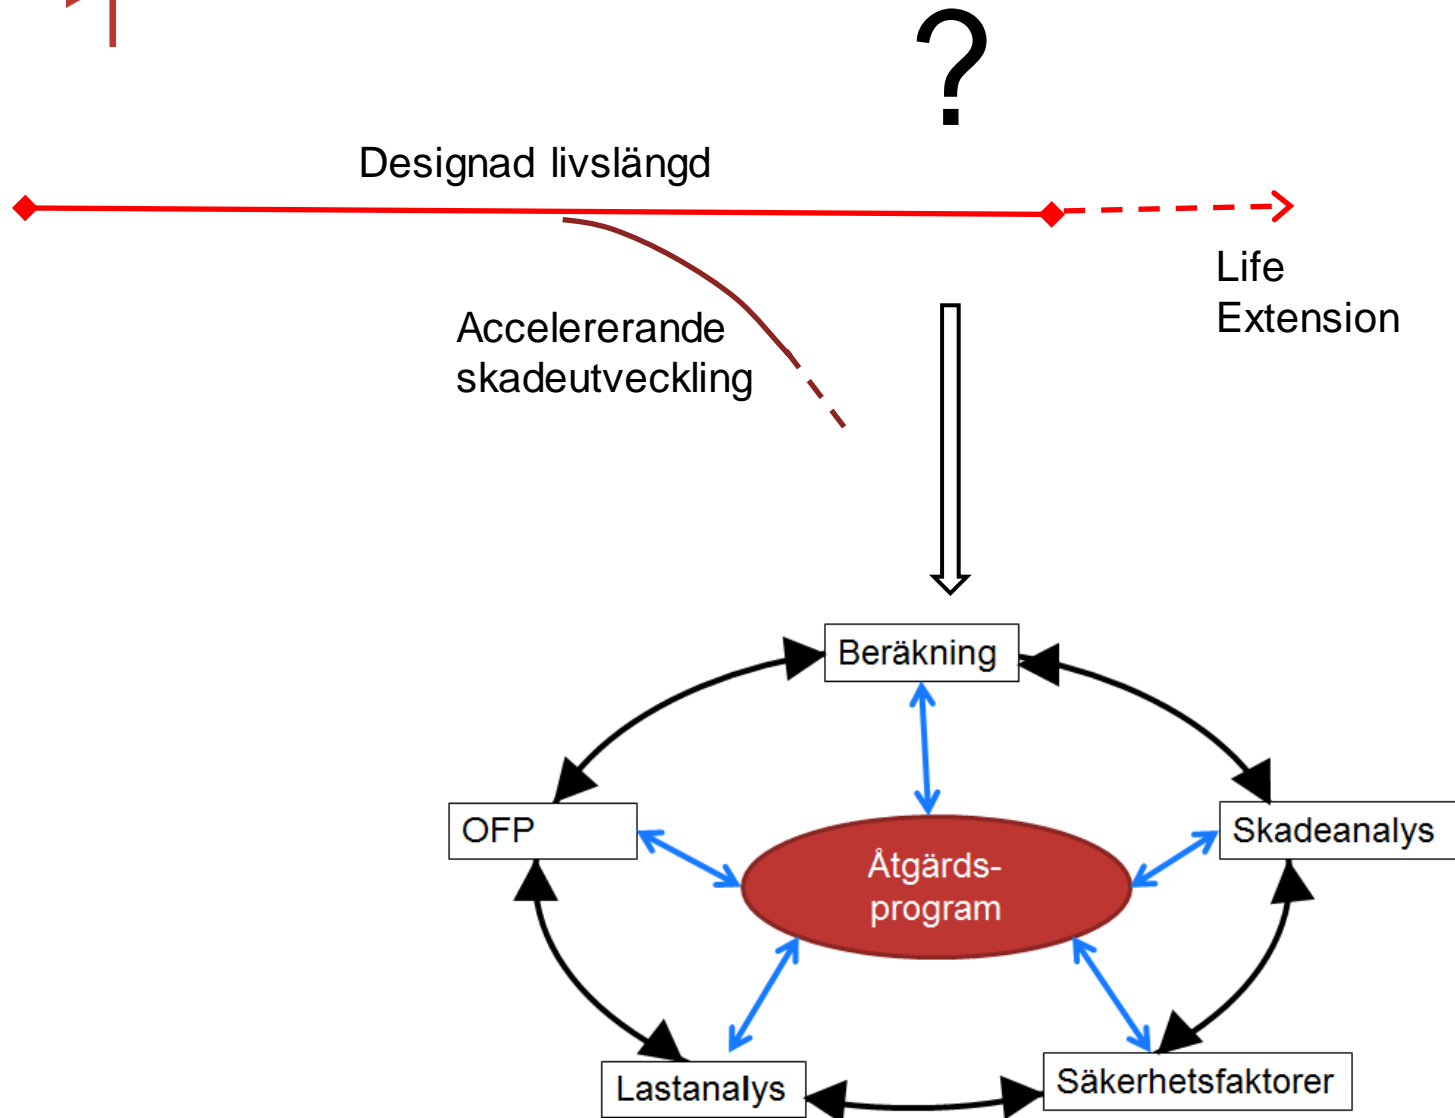 ?
Designad livslängd
Life
Extension
Accelererande
skadeutveckling
Beräkning
OFP
Skadeanalys
Åtgärds-
program
Lastanalys
Säkerhetsfaktorer